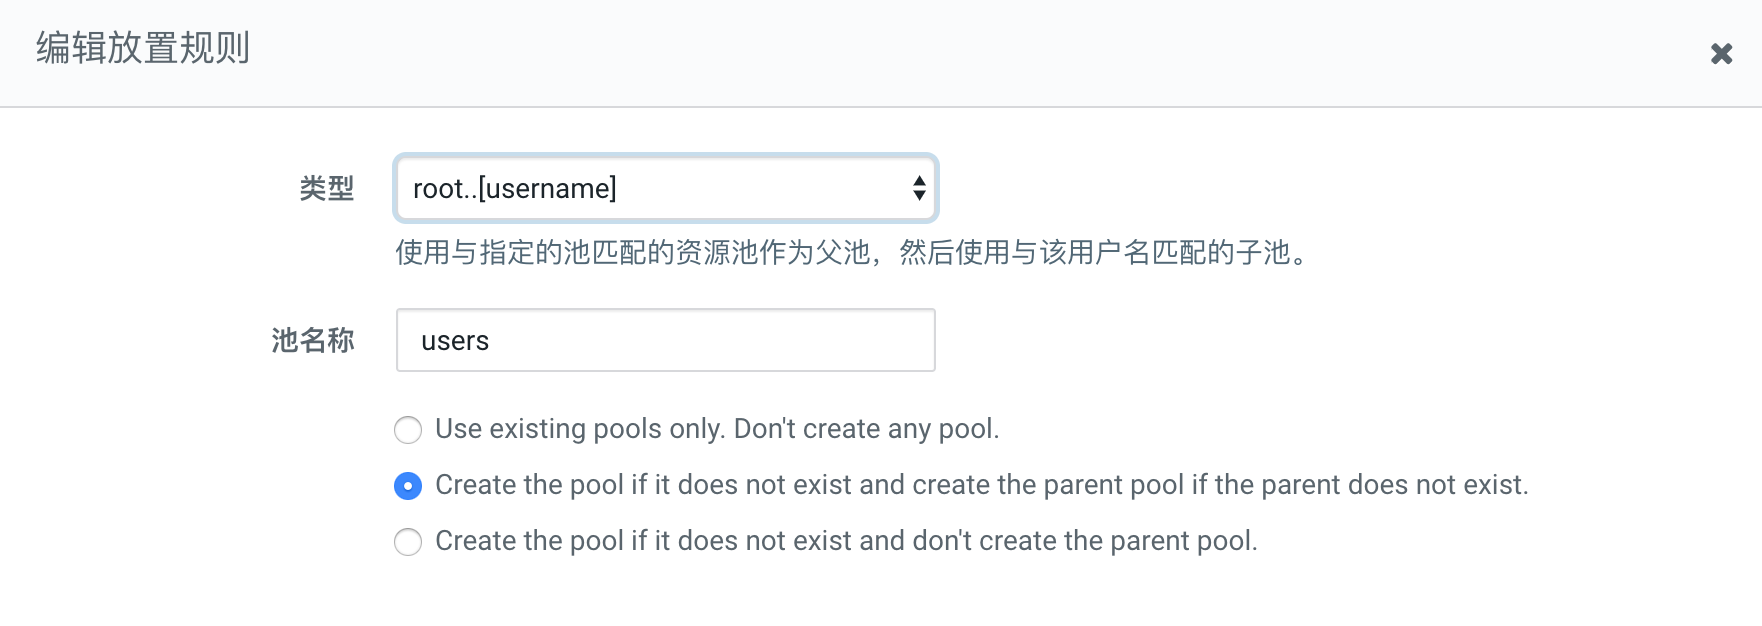 编辑放置规则
类型
root..[username]
使用与指定的池匹配的资源池作为父池，然后使用与该用户名匹配的子池。
池名称
users
Use existing pools only. Don't create any pool.
Create the pool if it does not exist and create the parent pool if the parent does not exist.
Create the pool if it does not exist and don't create the parent pool.